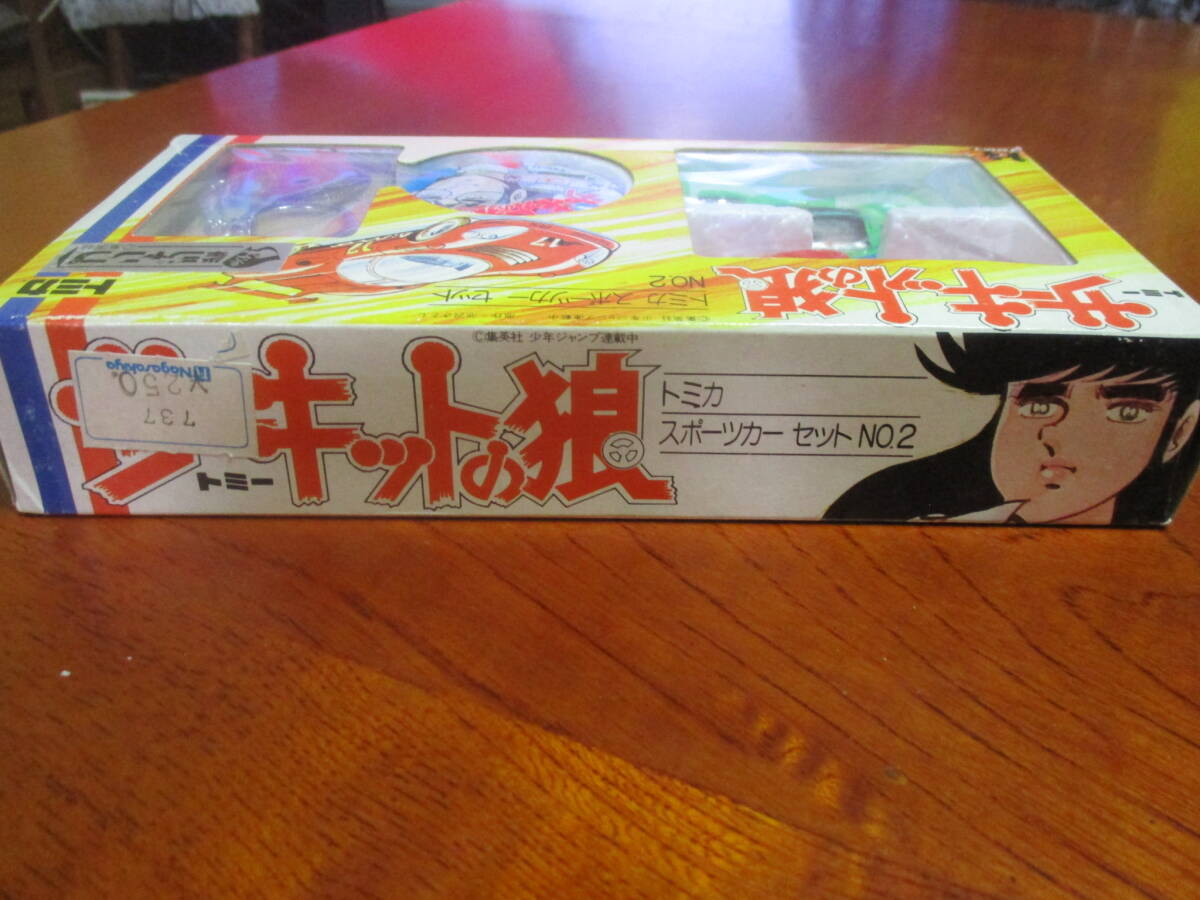 トミカ
サーキットの狼
トミー
トミカ スポーツカー セット
NO.2
©集英社 少年ジャンプ連載中
キットの狼
トミー
トミカ
スポーツカー セット NO.2
Nagasakiya
¥250
737